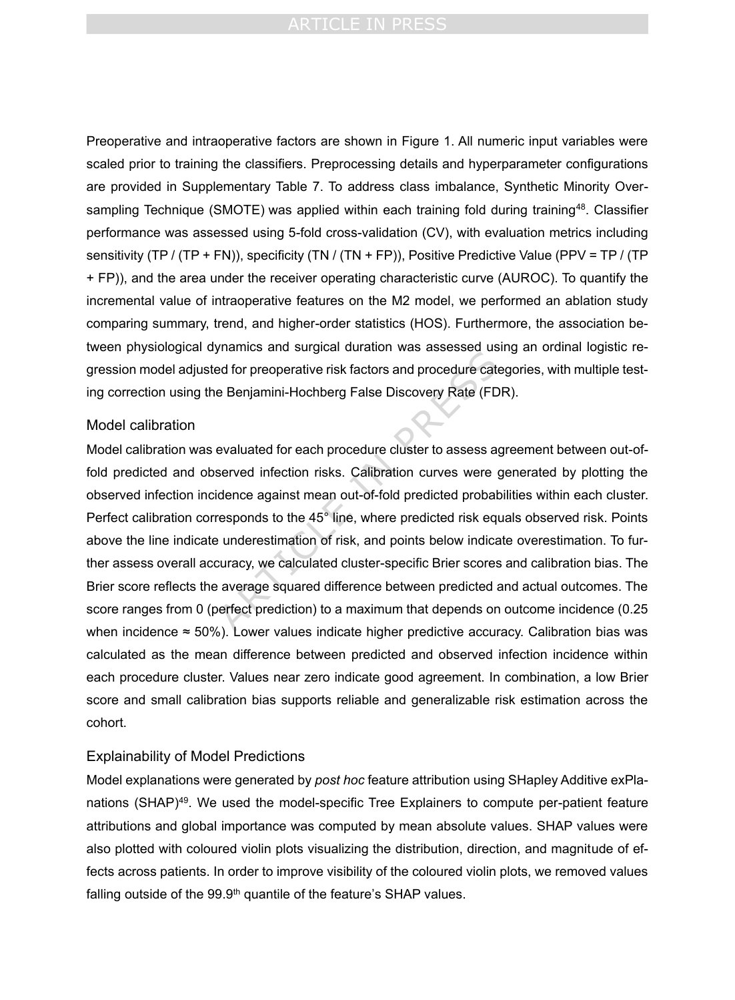 ARTICLE IN PRESS
Preoperative and intraoperative factors are shown in Figure 1. All numeric input variables were
scaled prior to training the classifiers. Preprocessing details and hyperparameter configurations
are provided in Supplementary Table 7. To address class imbalance, Synthetic Minority Over-
sampling Technique (SMOTE) was applied within each training fold during training⁴⁸. Classifier
performance was assessed using 5-fold cross-validation (CV), with evaluation metrics including
sensitivity (TP / (TP + FN)), specificity (TN / (TN + FP)), Positive Predictive Value (PPV = TP / (TP
+ FP)), and the area under the receiver operating characteristic curve (AUROC). To quantify the
incremental value of intraoperative features on the M2 model, we performed an ablation study
comparing summary, trend, and higher-order statistics (HOS). Furthermore, the association be-
tween physiological dynamics and surgical duration was assessed using an ordinal logistic re-
gression model adjusted for preoperative risk factors and procedure categories, with multiple test-
ing correction using the Benjamini-Hochberg False Discovery Rate (FDR).
Model calibration
Model calibration was evaluated for each procedure cluster to assess agreement between out-of-
fold predicted and observed infection risks. Calibration curves were generated by plotting the
observed infection incidence against mean out-of-fold predicted probabilities within each cluster.
Perfect calibration corresponds to the 45° line, where predicted risk equals observed risk. Points
above the line indicate underestimation of risk, and points below indicate overestimation. To fur-
ther assess overall accuracy, we calculated cluster-specific Brier scores and calibration bias. The
Brier score reflects the average squared difference between predicted and actual outcomes. The
score ranges from 0 (perfect prediction) to a maximum that depends on outcome incidence (0.25
when incidence ≈ 50%). Lower values indicate higher predictive accuracy. Calibration bias was
calculated as the mean difference between predicted and observed infection incidence within
each procedure cluster. Values near zero indicate good agreement. In combination, a low Brier
score and small calibration bias supports reliable and generalizable risk estimation across the
cohort.
Explainability of Model Predictions
Model explanations were generated by post hoc feature attribution using SHapley Additive exPla-
nations (SHAP)⁴⁹. We used the model-specific Tree Explainers to compute per-patient feature
attributions and global importance was computed by mean absolute values. SHAP values were
also plotted with coloured violin plots visualizing the distribution, direction, and magnitude of ef-
fects across patients. In order to improve visibility of the coloured violin plots, we removed values
falling outside of the 99.9ᵗʰ quantile of the feature’s SHAP values.
ARTICLE IN PRESS